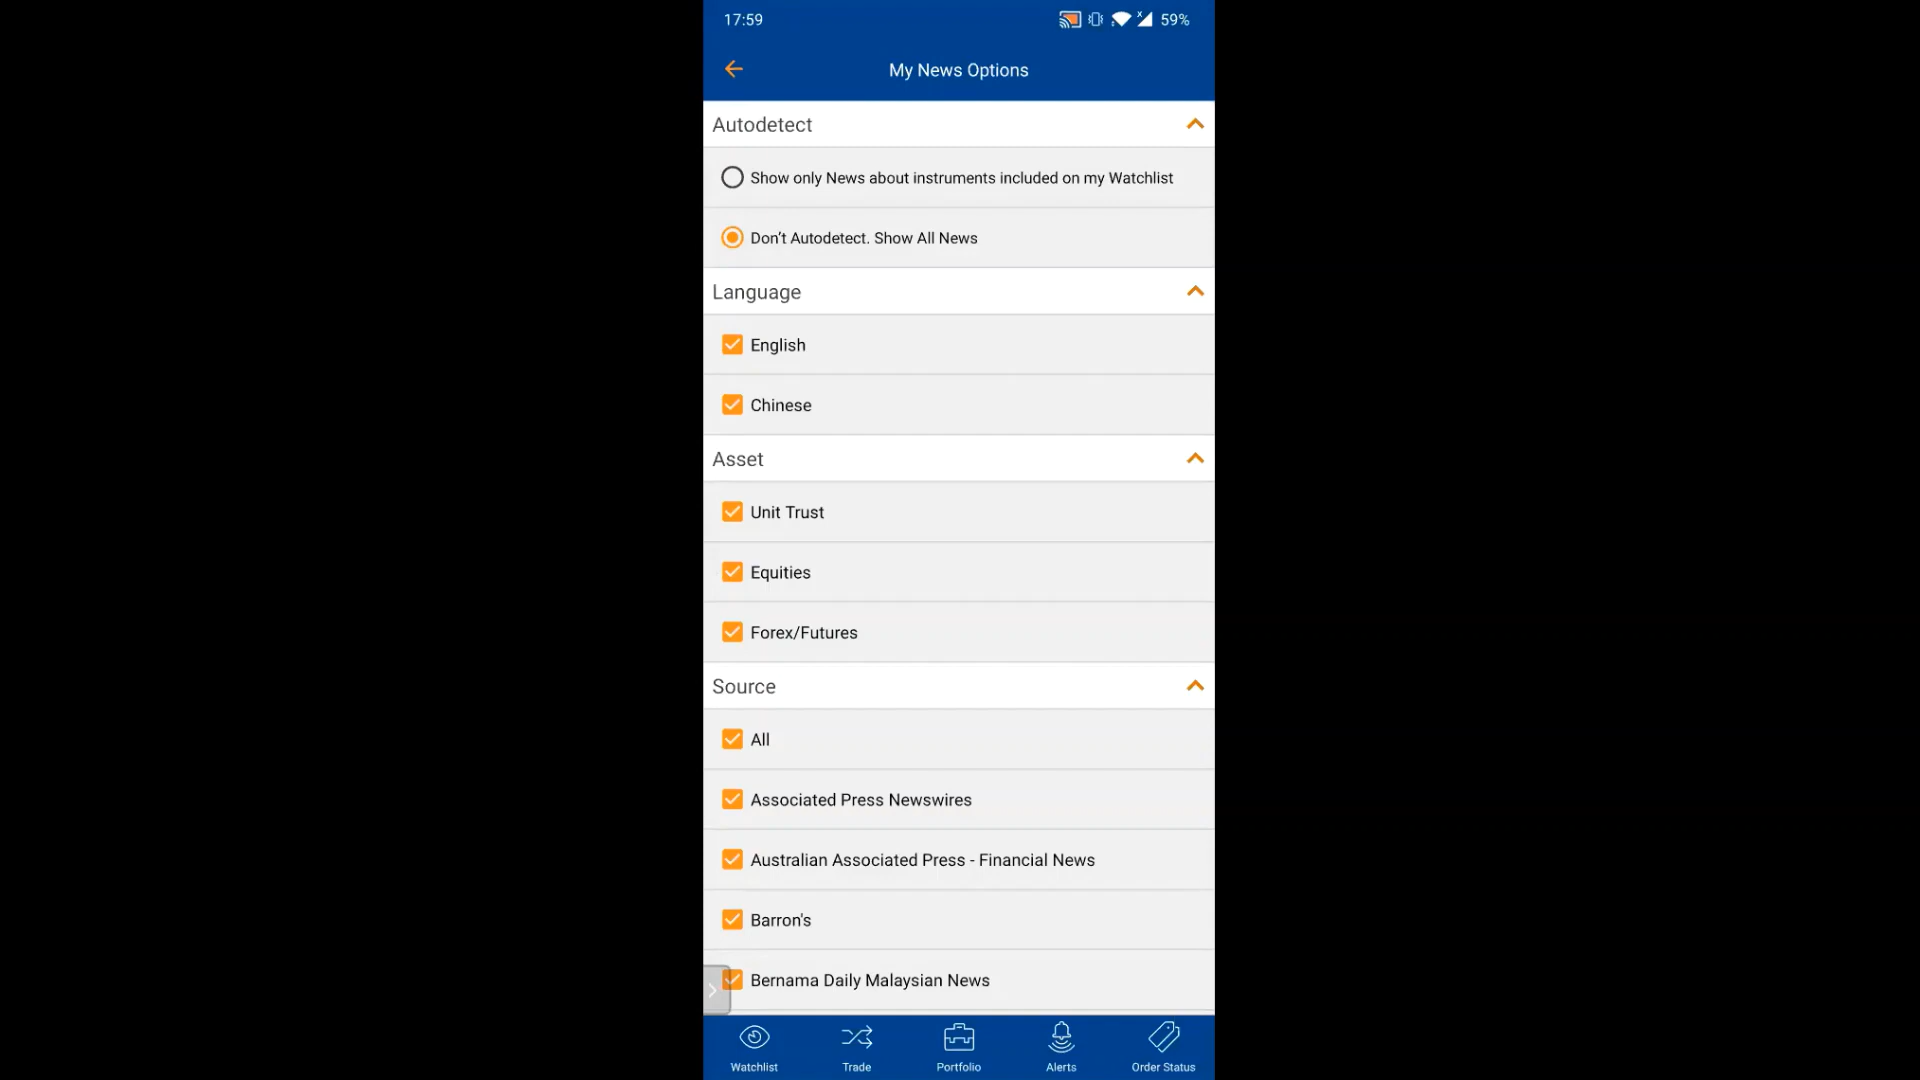 17:59
59%
My News Options
Autodetect
Show only News about instruments included on my Watchlist
Don't Autodetect. Show All News
Language
English
Chinese
Asset
Unit Trust
Equities
Forex/Futures
Source
All
Associated Press Newswires
Australian Associated Press - Financial News
Barron's
Bernama Daily Malaysian News
Watchlist
Trade
Portfolio
Alerts
Order Status